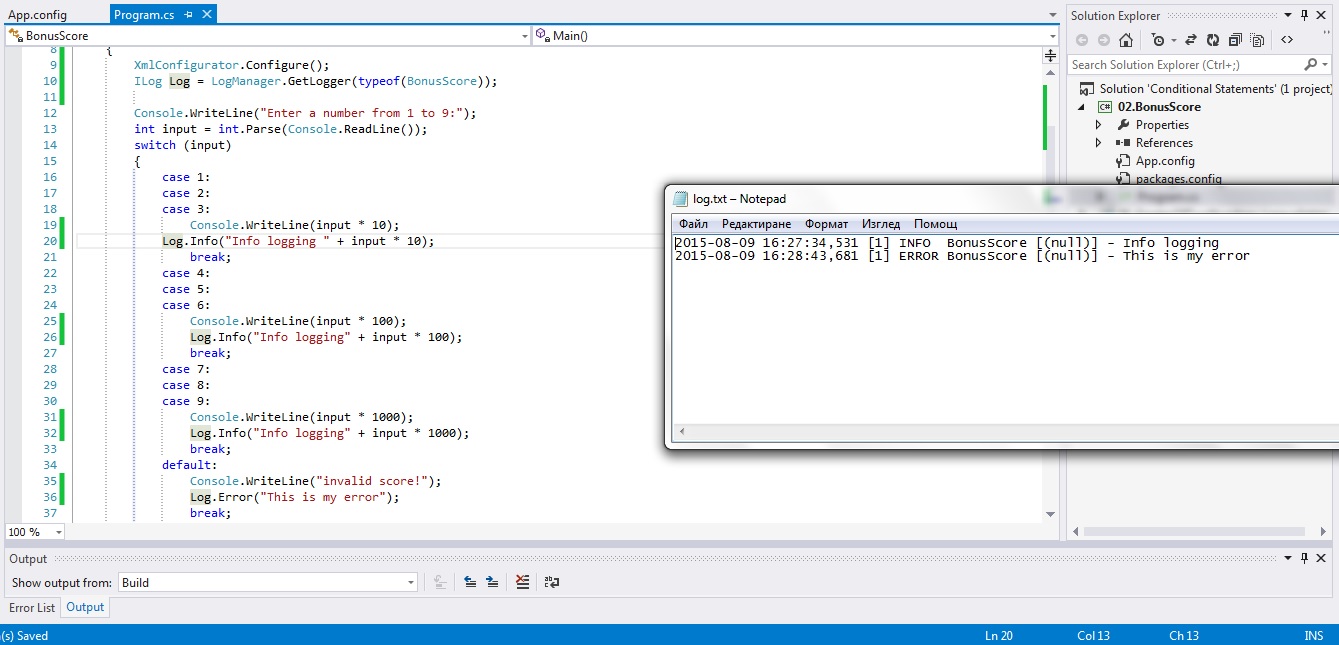 App.config
Program.cs
BonusScore
Main()
8 {
9 XmlConfigurator.Configure();
10 ILog Log = LogManager.GetLogger(typeof(BonusScore));
11
12 Console.WriteLine("Enter a number from 1 to 9:");
13 int input = int.Parse(Console.ReadLine());
14 switch (input)
15 {
16 case 1:
17 case 2:
18 case 3:
19 Console.WriteLine(input * 10);
20 Log.Info("Info logging " + input * 10);
21 break;
22 case 4:
23 case 5:
24 case 6:
25 Console.WriteLine(input * 100);
26 Log.Info("Info logging" + input * 100);
27 break;
28 case 7:
29 case 8:
30 case 9:
31 Console.WriteLine(input * 1000);
32 Log.Info("Info logging" + input * 1000);
33 break;
34 default:
35 Console.WriteLine("invalid score!");
36 Log.Error("This is my error");
37 break;
100 %
Solution Explorer
Search Solution Explorer (Ctrl+;)
Solution 'Conditional Statements' (1 project)
C# 02.BonusScore
Properties
References
App.config
packages.config
log.txt – Notepad
Файл Редактиране Формат Изглед Помощ
2015-08-09 16:27:34,531 [1] INFO  BonusScore [(null)] - Info logging
2015-08-09 16:28:43,681 [1] ERROR BonusScore [(null)] - This is my error
Output
Show output from: Build
Error List Output
(s) Saved
Ln 20 Col 13 Ch 13 INS